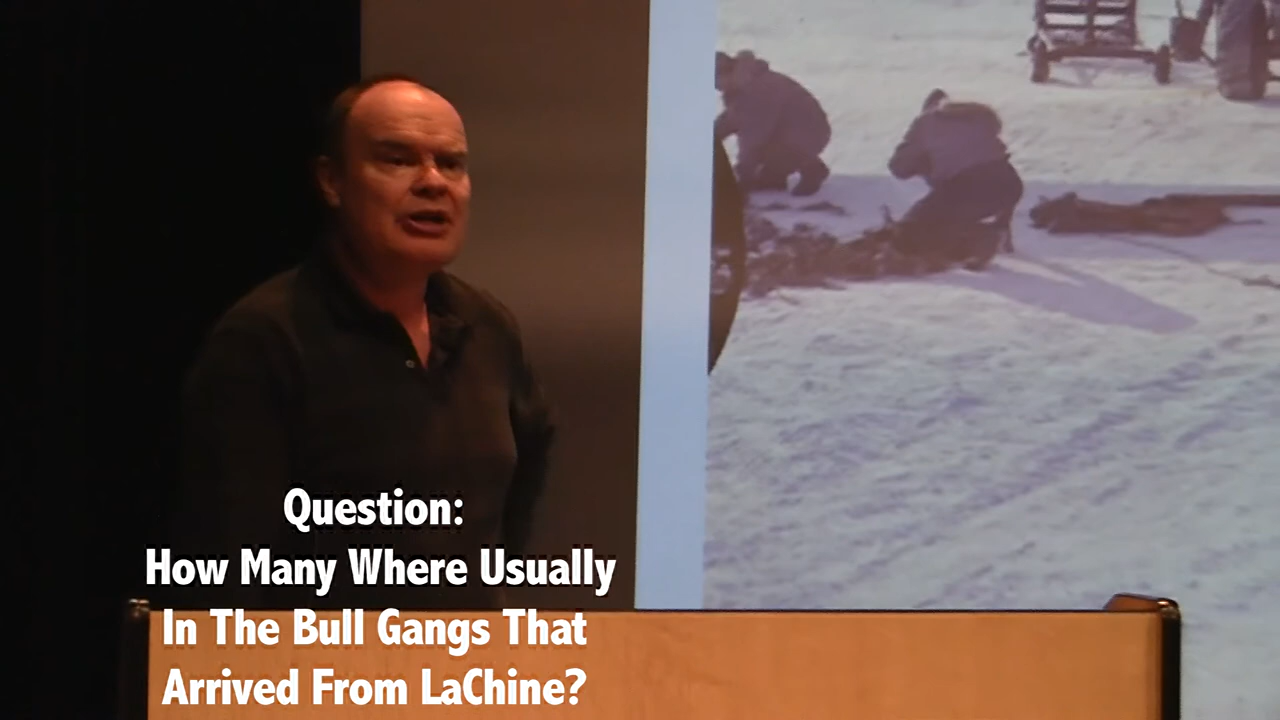 Question:
How Many Where Usually
In The Bull Gangs That
Arrived From LaChine?